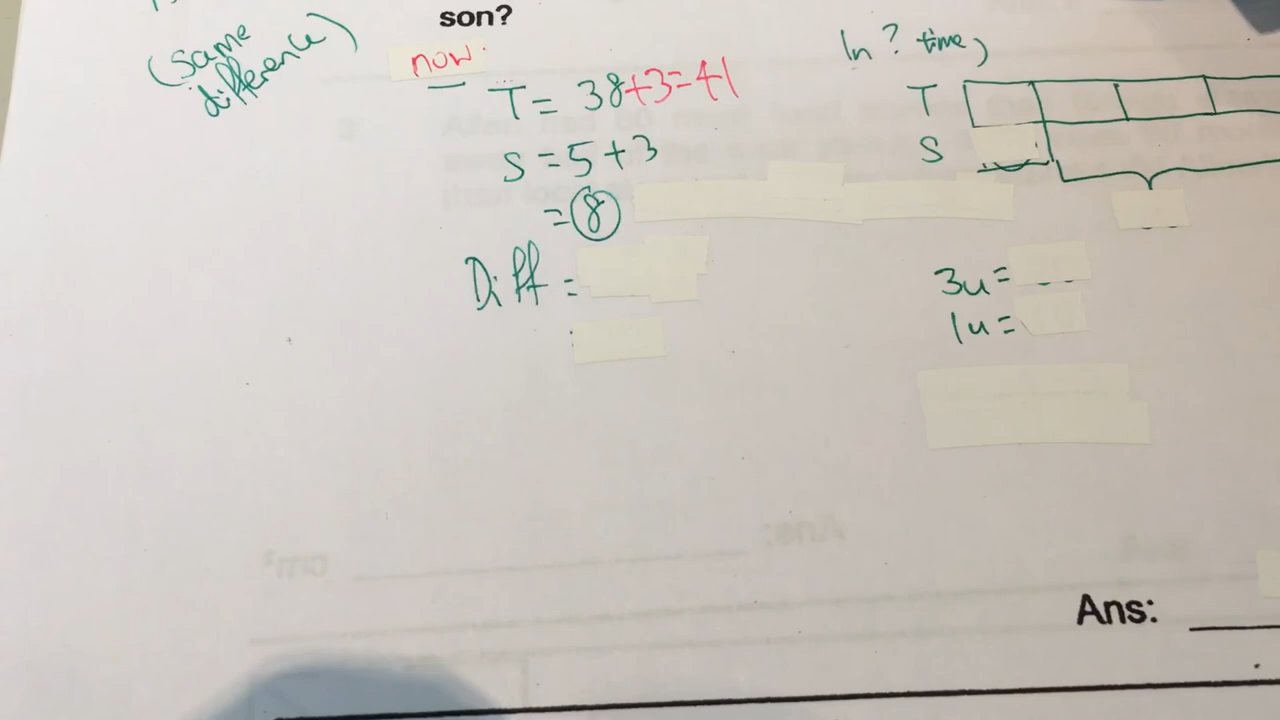 son?
(same
difference)
now
T = 38+3=41
S = 5+3
= 8
Diff =
In ? time,
T
S
3u=
1u=
Ans: